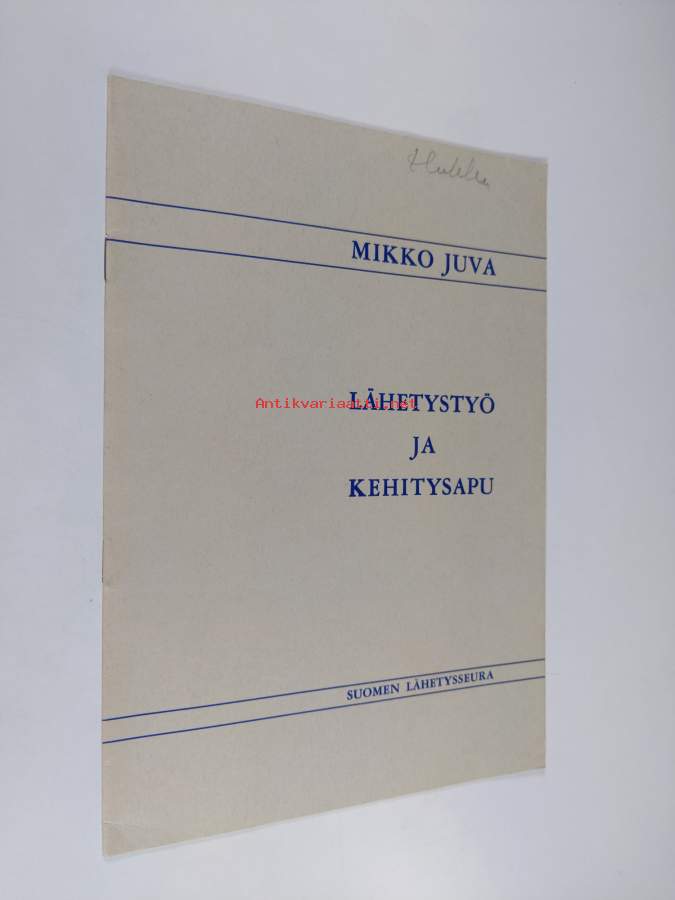 MIKKO JUVA
LÄHETYSTYÖ
Antikvariaatti.net
JA
KEHITYSAPU
SUOMEN LÄHETYSSEURA